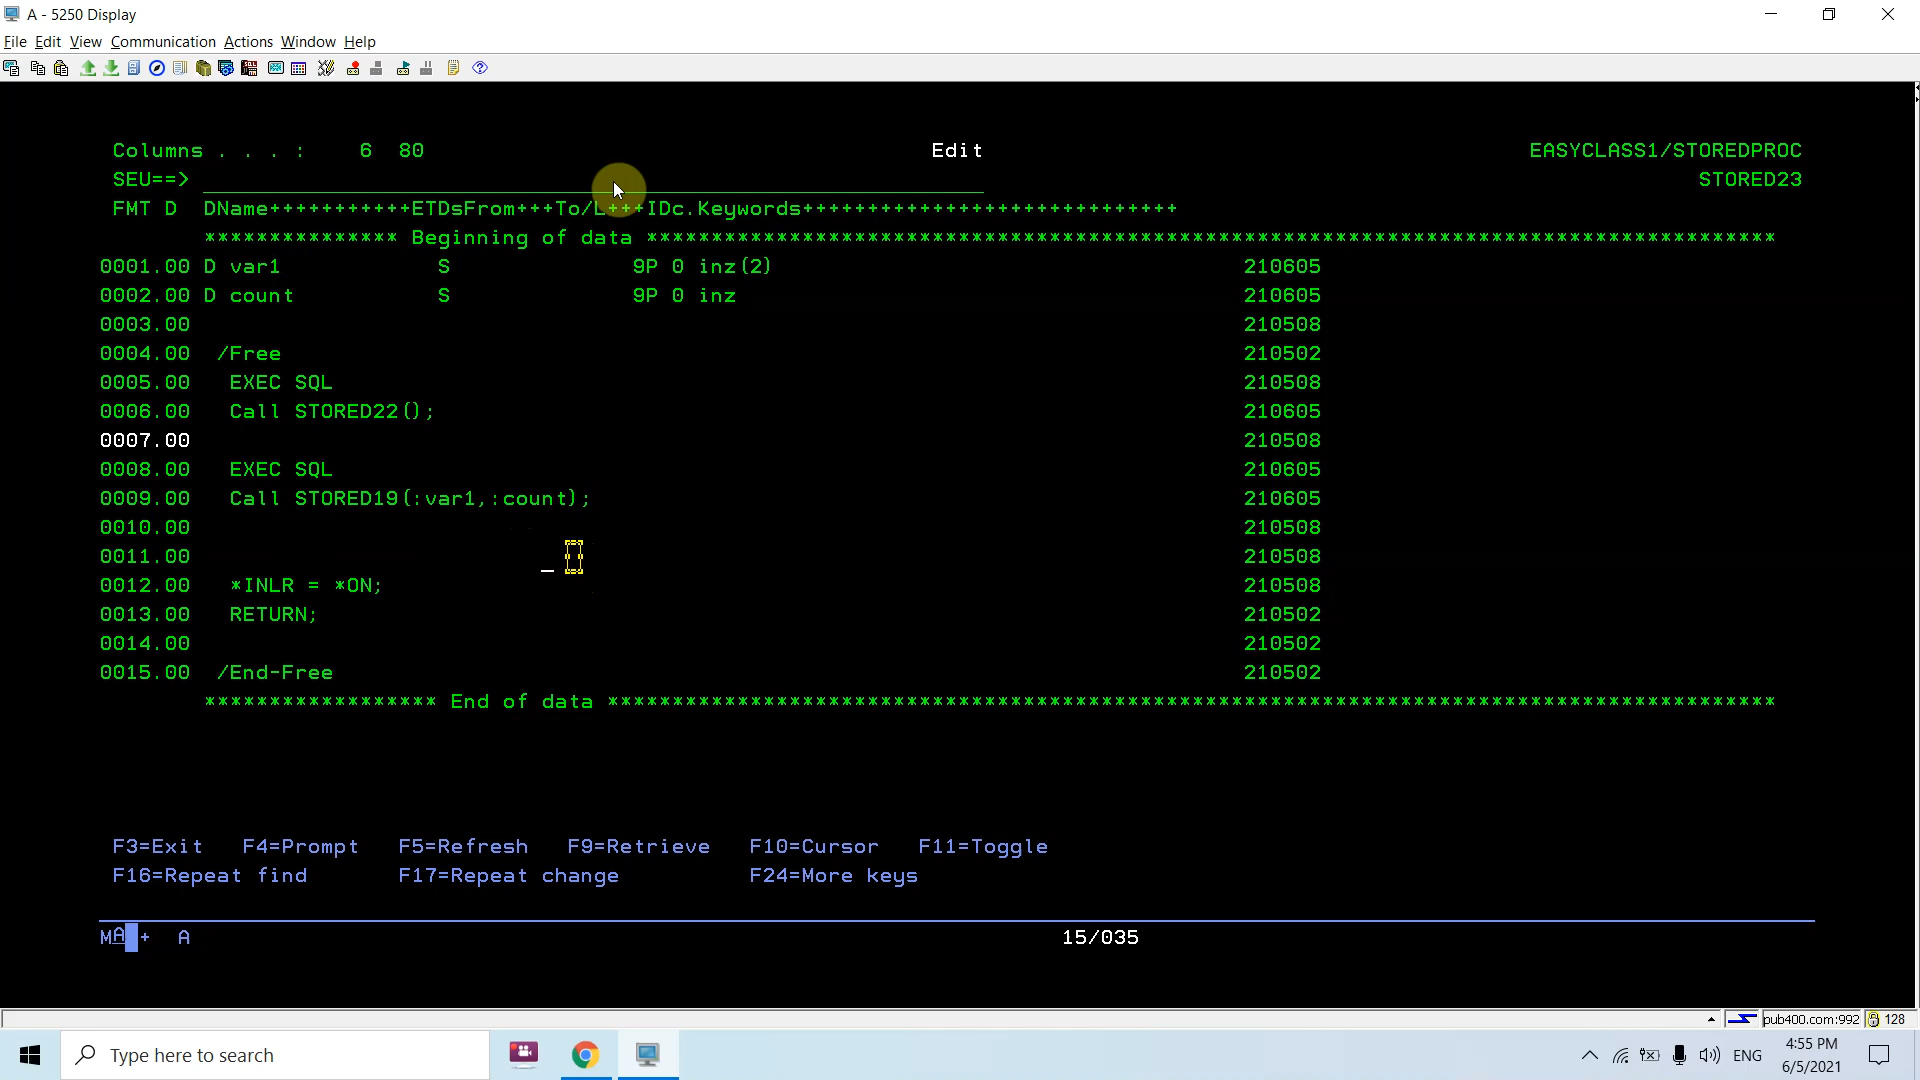 A - 5250 Display
File Edit View Communication Actions Window Help
Columns . . . :    6  80                                       Edit                                          EASYCLASS1/STOREDPROC
SEU==>                                                                                                                    STORED23
FMT D  DName+++++++++++ETDsFrom+++To/L+++IDc.Keywords+++++++++++++++++++++++++++++
*************** Beginning of data ***************************************************************************************
0001.00 D var1            S              9P 0 inz(2)                                    210605
0002.00 D count           S              9P 0 inz                                       210605
0003.00                                                                                 210508
0004.00  /Free                                                                          210502
0005.00   EXEC SQL                                                                      210508
0006.00   Call STORED22();                                                              210605
0007.00                                                                                 210508
0008.00   EXEC SQL                                                                      210605
0009.00   Call STORED19(:var1,:count);                                                  210605
0010.00                                                                                 210508
0011.00                                                                                 210508
0012.00   *INLR = *ON;                                                                  210508
0013.00   RETURN;                                                                       210502
0014.00                                                                                 210502
0015.00  /End-Free                                                                      210502
****************** End of data ******************************************************************************************
F3=Exit   F4=Prompt   F5=Refresh   F9=Retrieve   F10=Cursor   F11=Toggle
F16=Repeat find       F17=Repeat change          F24=More keys
MA + A 15/035
pub400.com:992 128
Type here to search
ENG
4:55 PM
6/5/2021